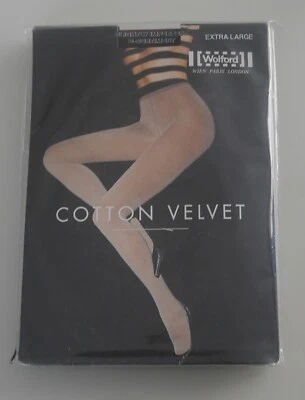 EXTRA LARGE
Wolford
WIEN PARIS LONDON
COTTON VELVET